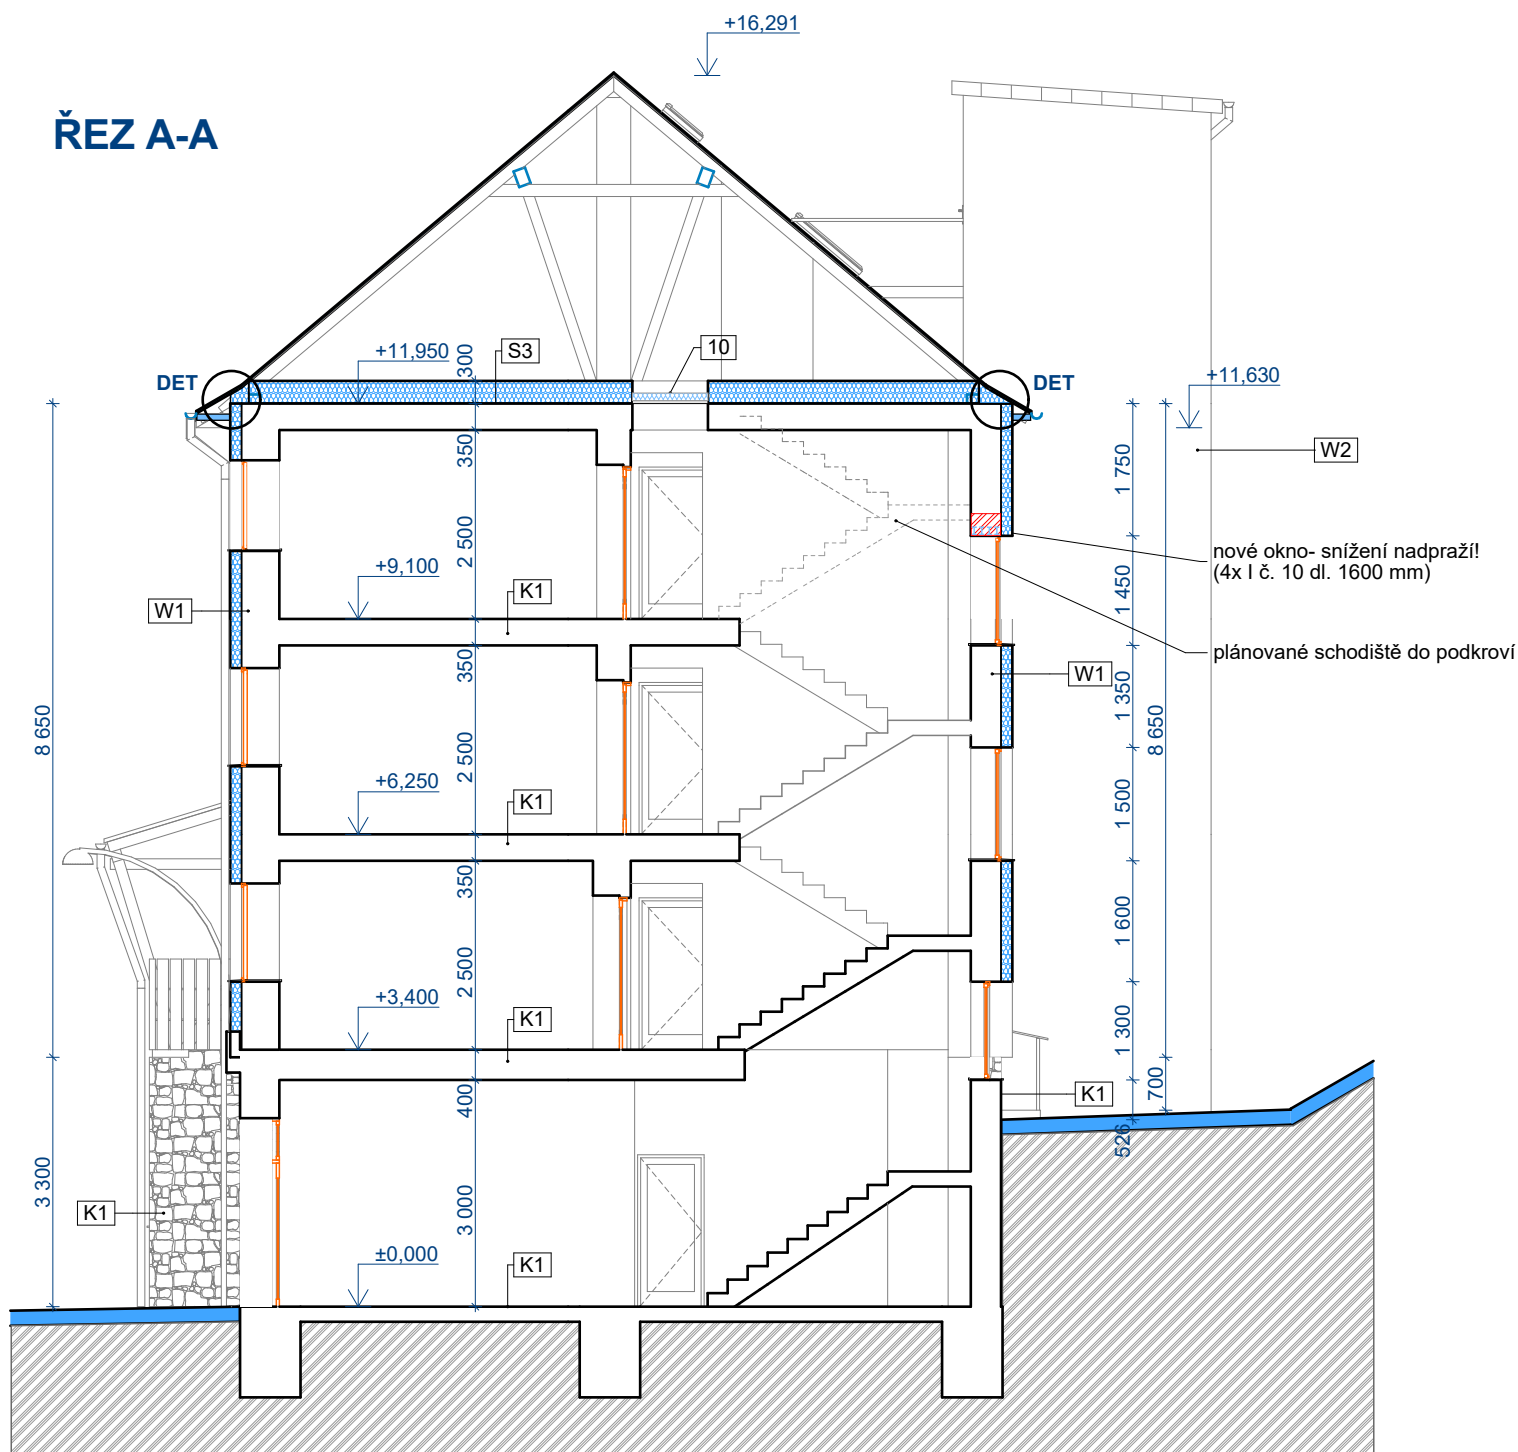 +16,291
ŘEZ A-A
+11,950
300
S3
10
DET
DET
+11,630
W2
350
1 750
nové okno- snížení nadpraží!
(4x I č. 10 dl. 1600 mm)
2 500
+9,100
K1
W1
1 450
plánované schodiště do podkroví
350
W1
1 350
8 650
8 650
2 500
+6,250
K1
1 500
350
1 600
2 500
+3,400
K1
1 300
400
700
K1
526
3 300
K1
3 000
±0,000
K1